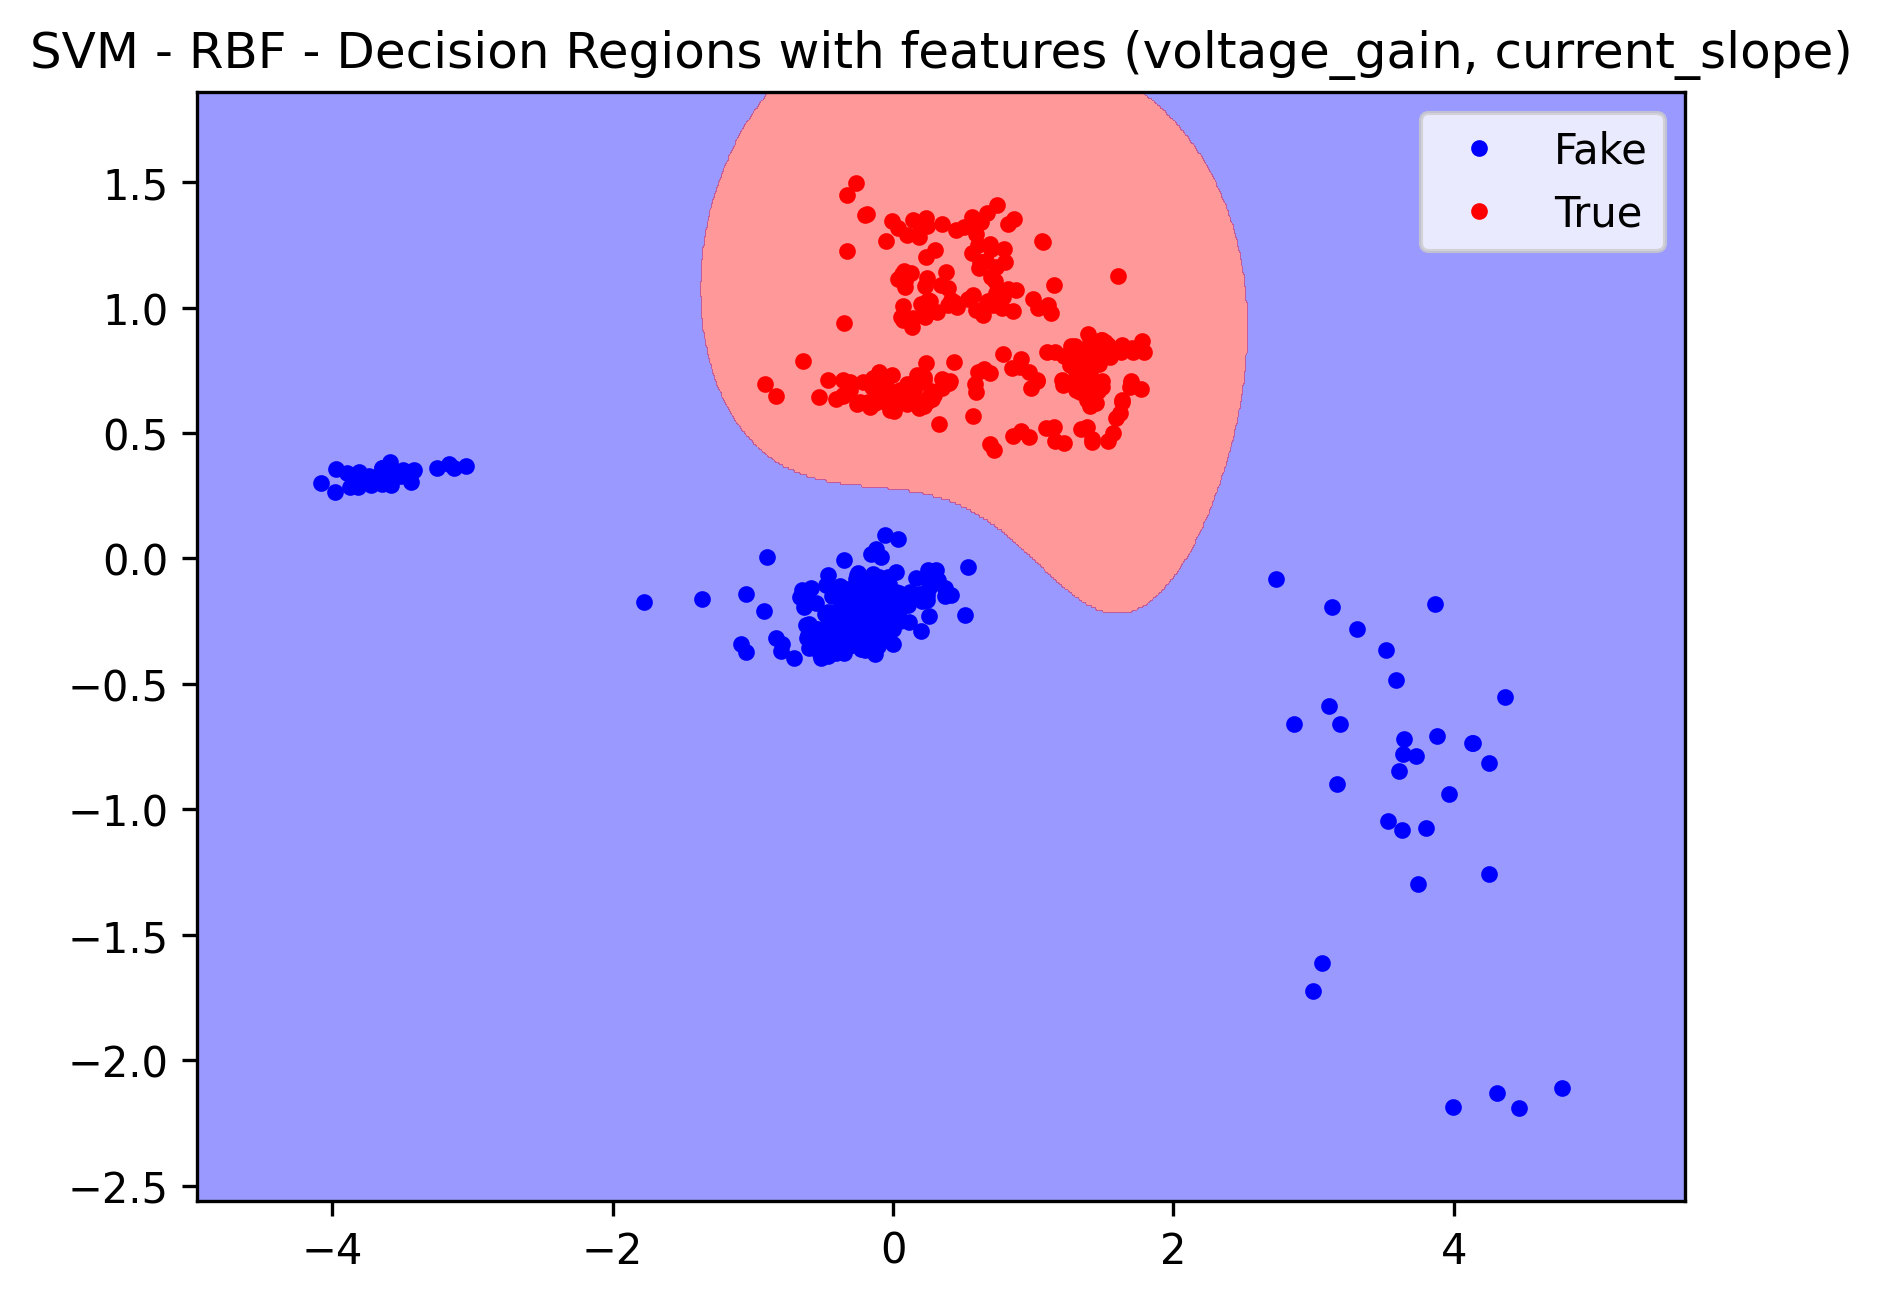 SVM - RBF - Decision Regions with features (voltage_gain, current_slope)
Fake
True
1.5
1.0
0.5
0.0
−0.5
−1.0
−1.5
−2.0
−2.5
−4 −2 0 2 4